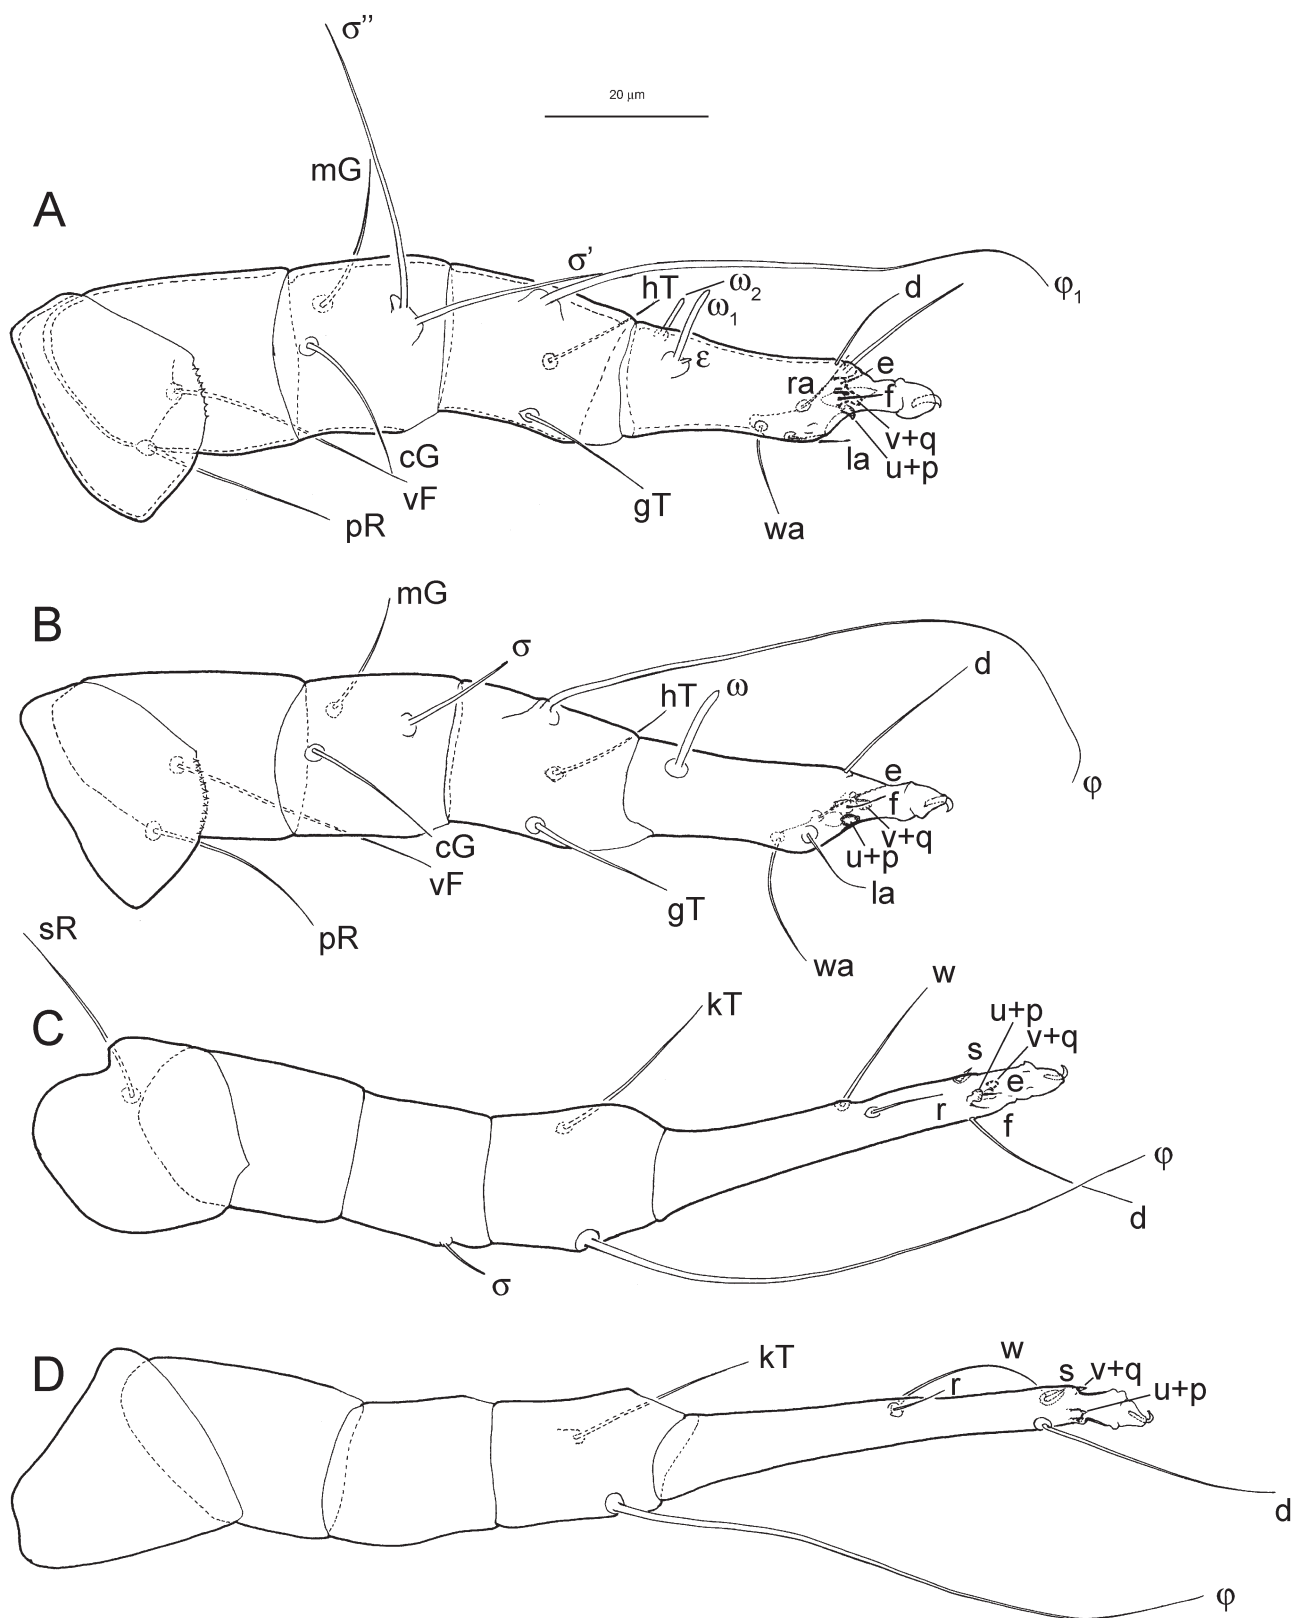 σ’’
20 μm
mG
A
σ’
hT
ω2
ω1
d
φ1
ε
e
ra
f
v+q
cG
la
u+p
vF
gT
pR
wa
mG
B
σ
d
hT
ω
e
f
φ
v+q
cG
u+p
vF
la
gT
sR
pR
wa
w
kT
u+p
C
v+q
s
e
r
f
φ
d
σ
w
D
kT
s
v+q
r
u+p
d
φ